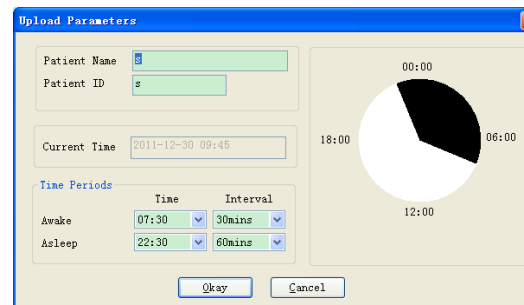 Upload Parameters
Patient Name s
Patient ID s
Current Time 2011-12-30 09:45
Time Periods
Time Interval
Awake 07:30 30mins
Asleep 22:30 60mins
00:00
18:00 06:00
12:00
Okay Cancel